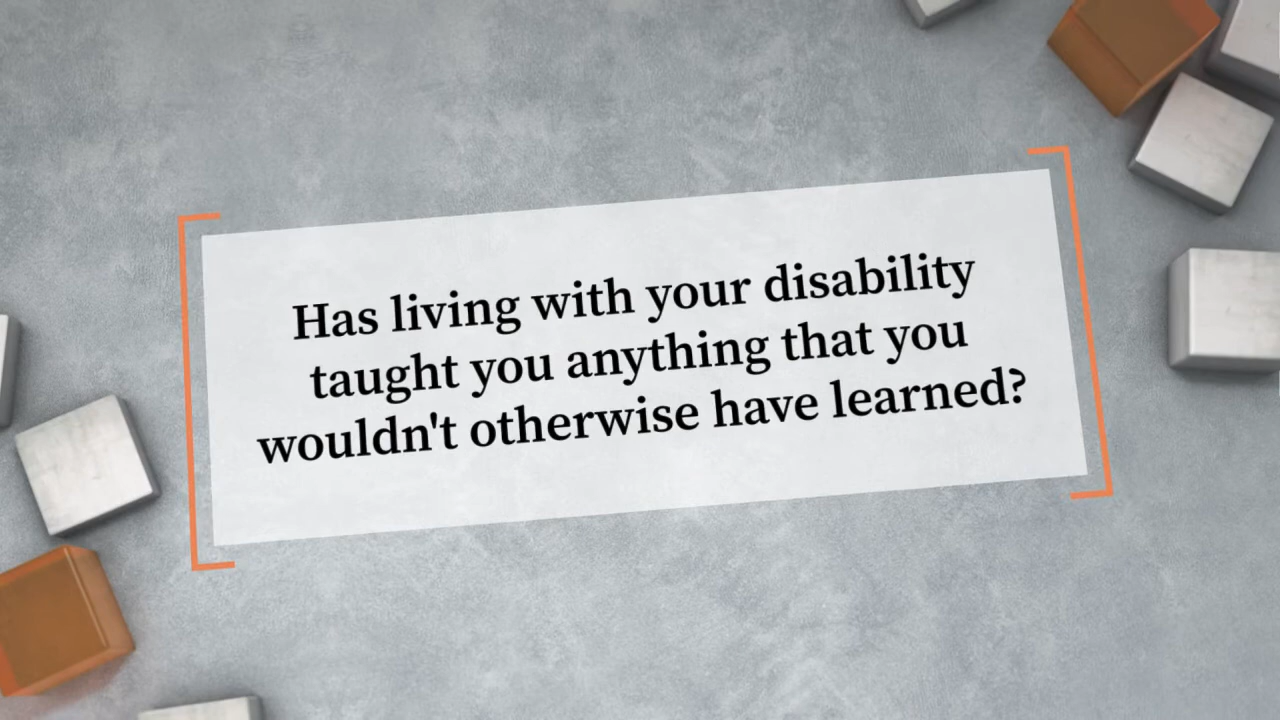 Has living with your disability
taught you anything that you
wouldn't otherwise have learned?